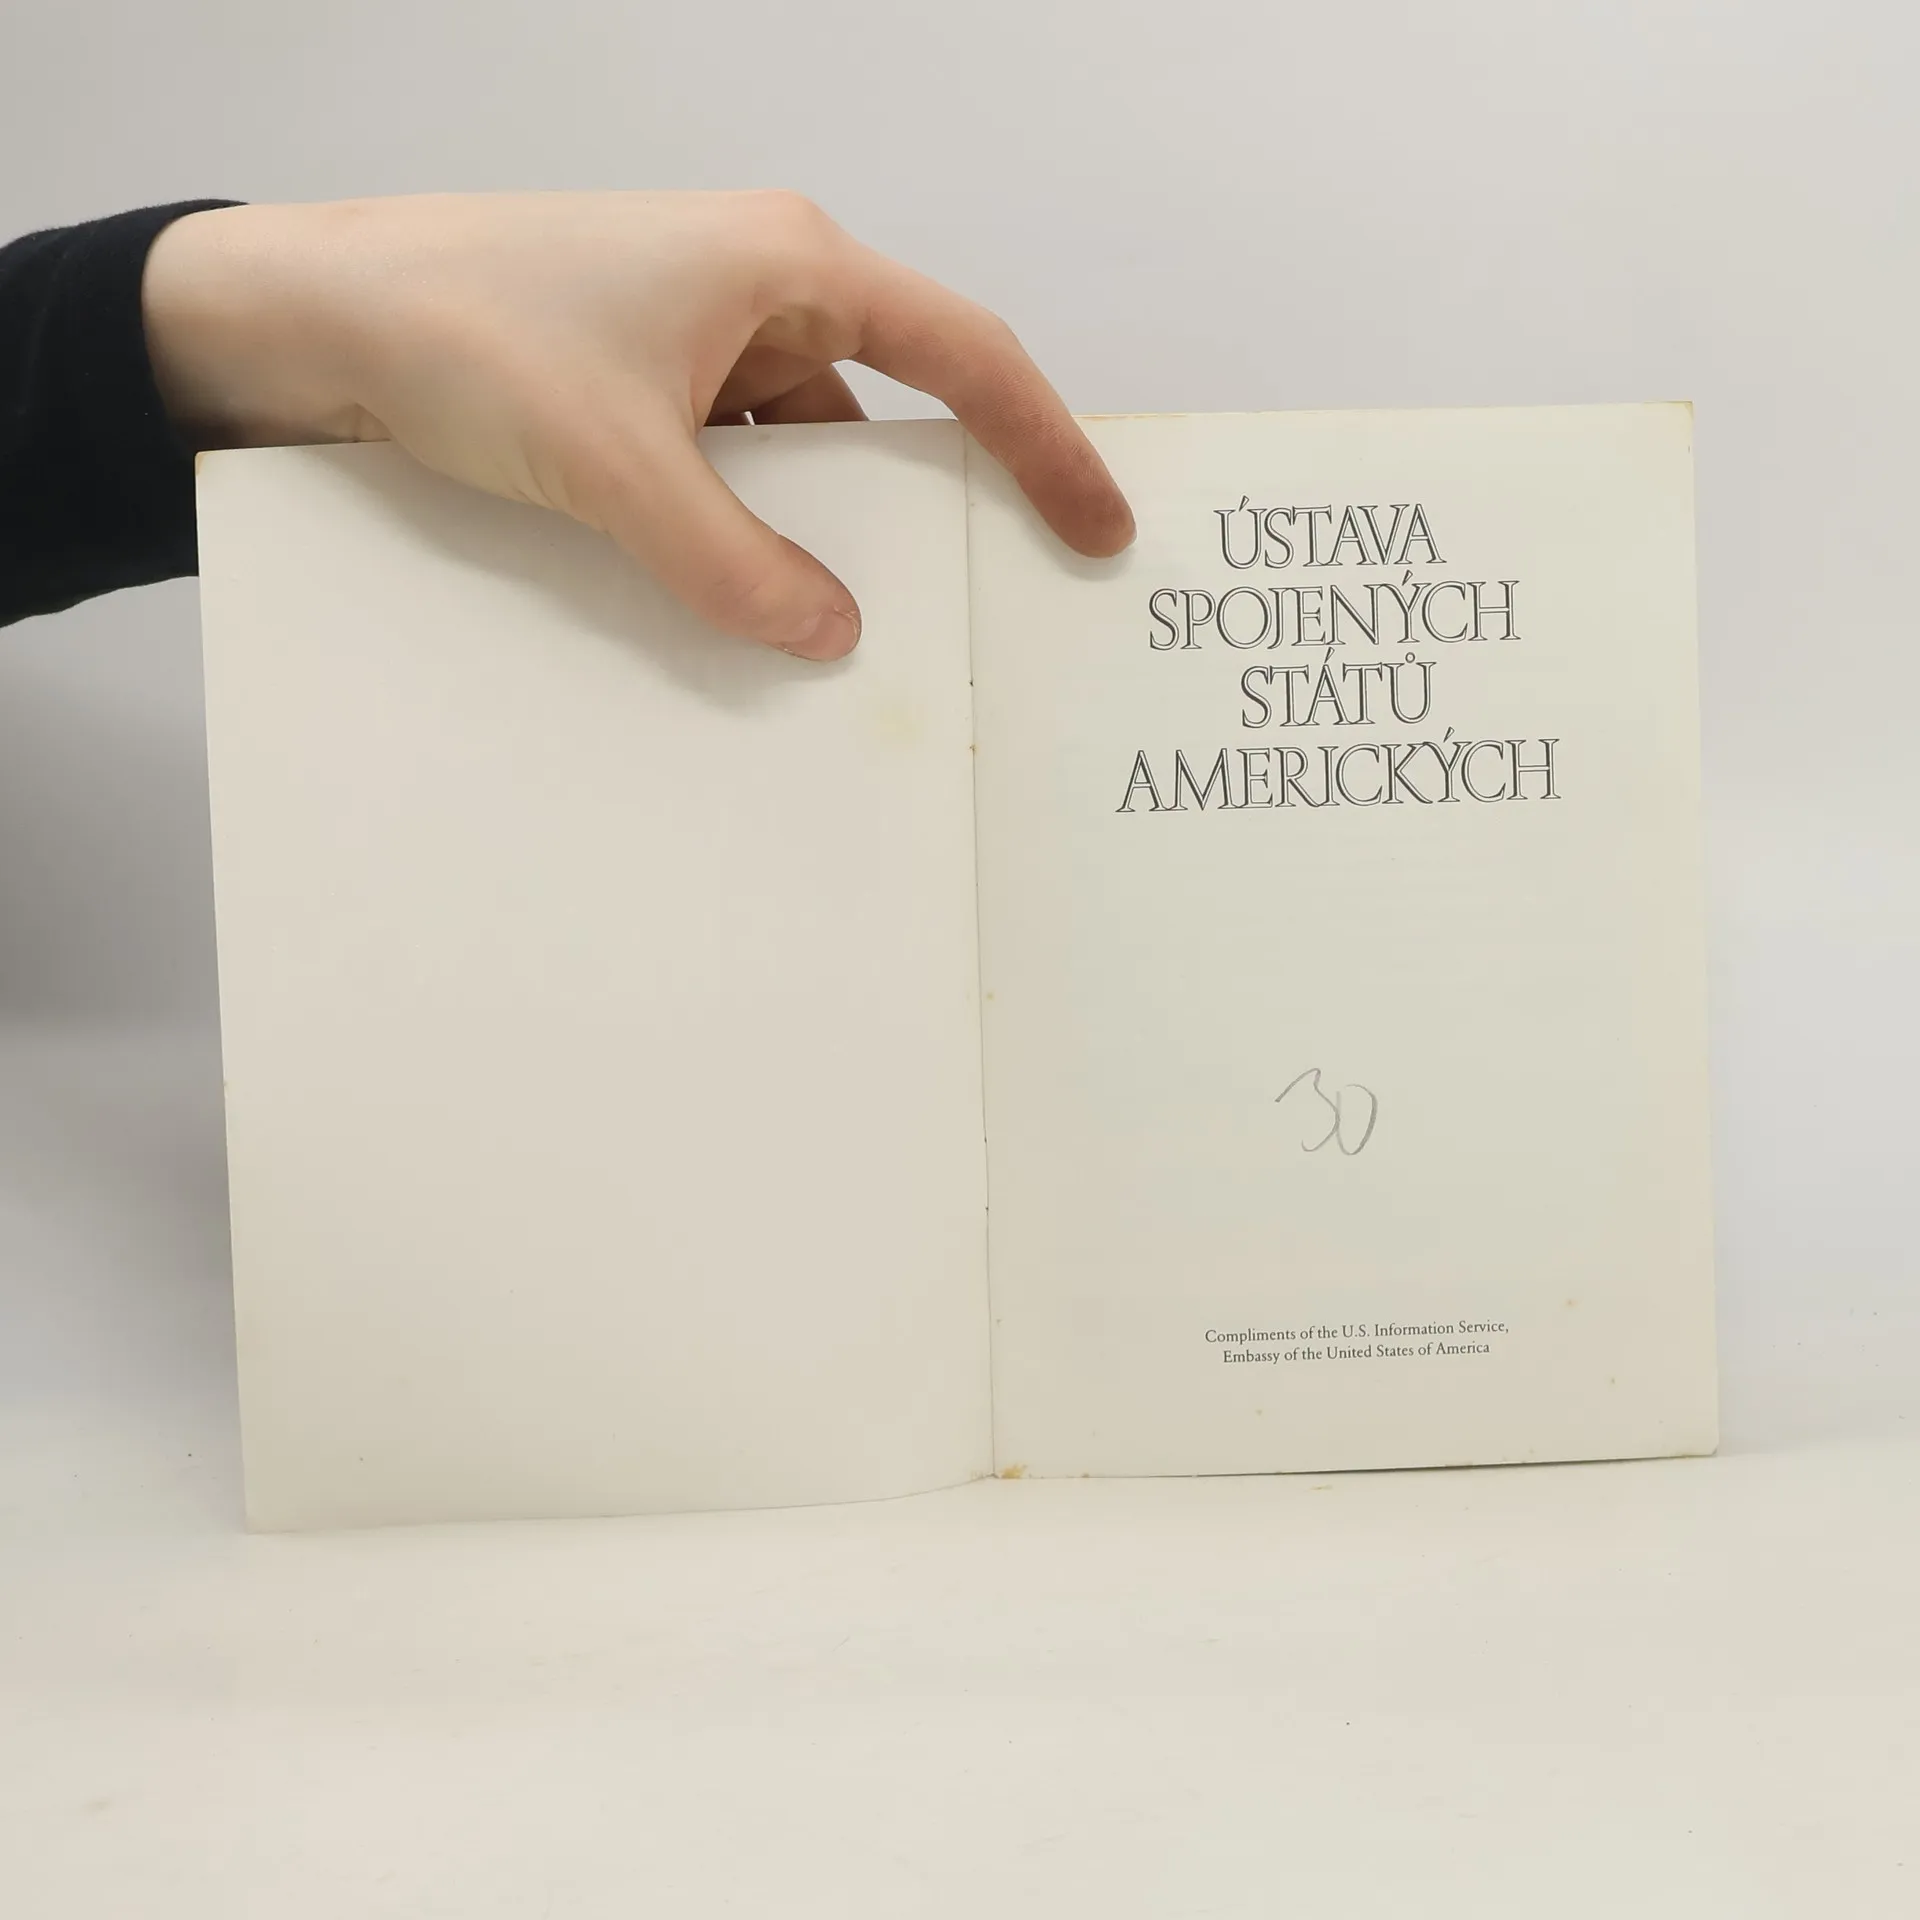 ÚSTAVA
SPOJENÝCH
STÁTŮ
AMERICKÝCH
30
Compliments of the U.S. Information Service,
Embassy of the United States of America